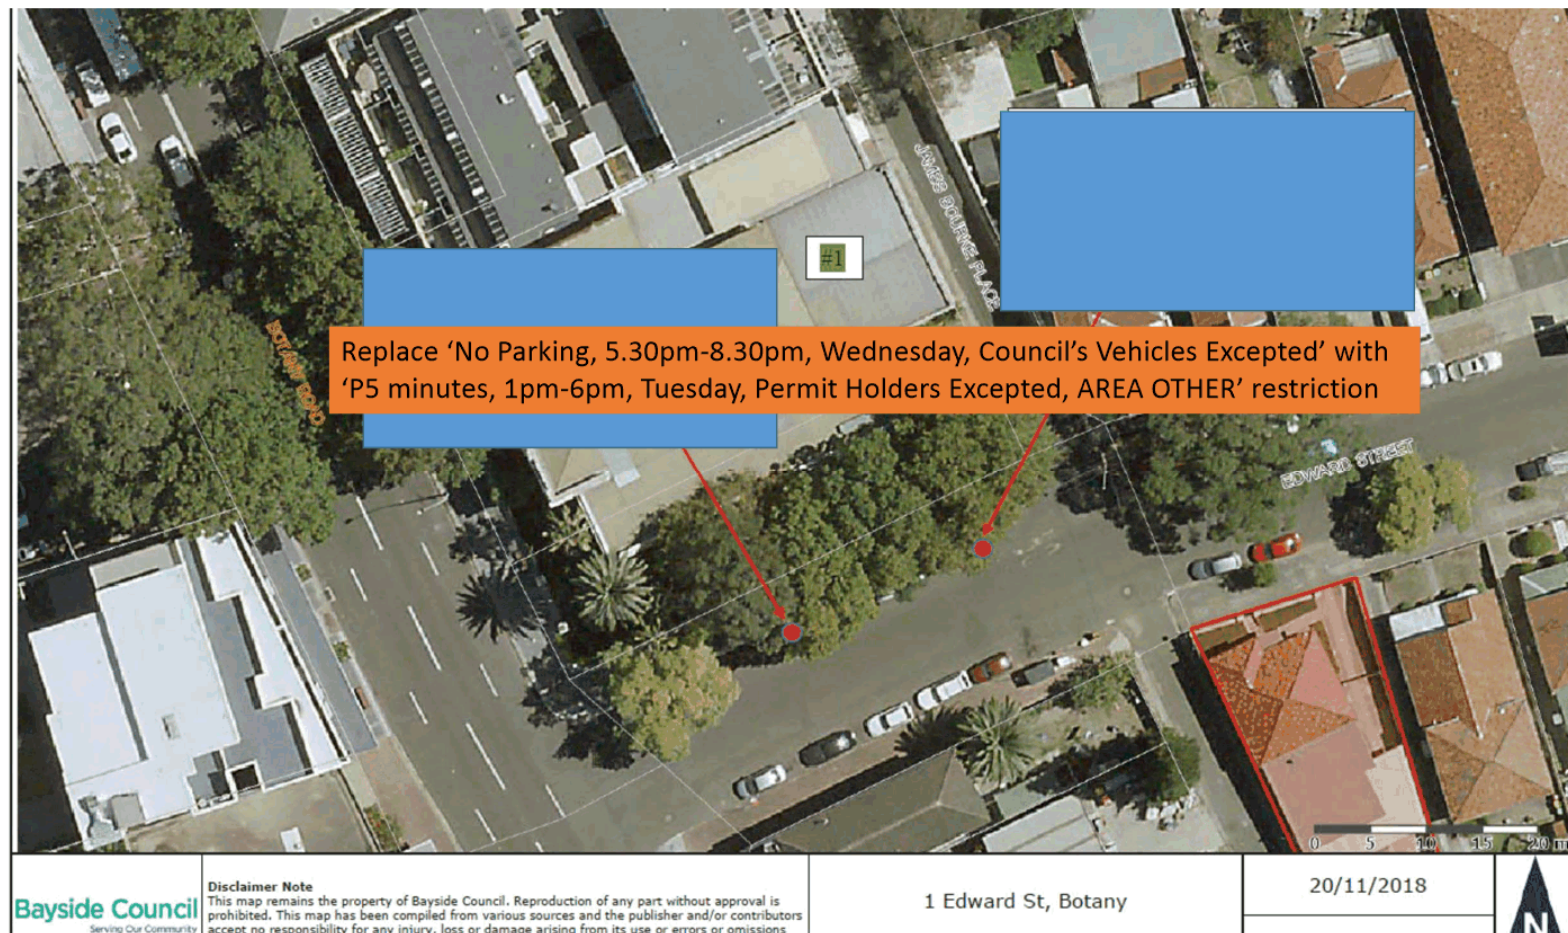 JAMES BOURNE PLACE
#1
BOTANY ROAD
Replace ‘No Parking, 5.30pm-8.30pm, Wednesday, Council’s Vehicles Excepted’ with
‘P5 minutes, 1pm-6pm, Tuesday, Permit Holders Excepted, AREA OTHER’ restriction
EDWARD STREET
0 5 10 15 20 m
Bayside Council
Serving Our Community
Disclaimer Note
This map remains the property of Bayside Council. Reproduction of any part without approval is
prohibited. This map has been compiled from various sources and the publisher and/or contributors
accept no responsibility for any injury, loss or damage arising from its use or errors or omissions
1 Edward St, Botany
20/11/2018
N